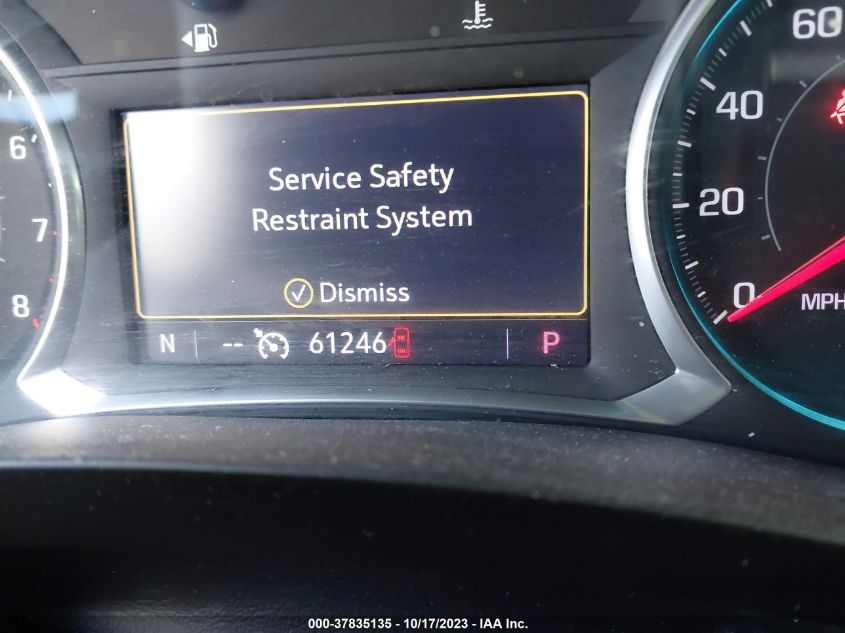 60
40
20
0
MPH
6
7
8
Service Safety
Restraint System
Dismiss
N -- 61246 P
000-37835135 - 10/17/2023 - IAA Inc.